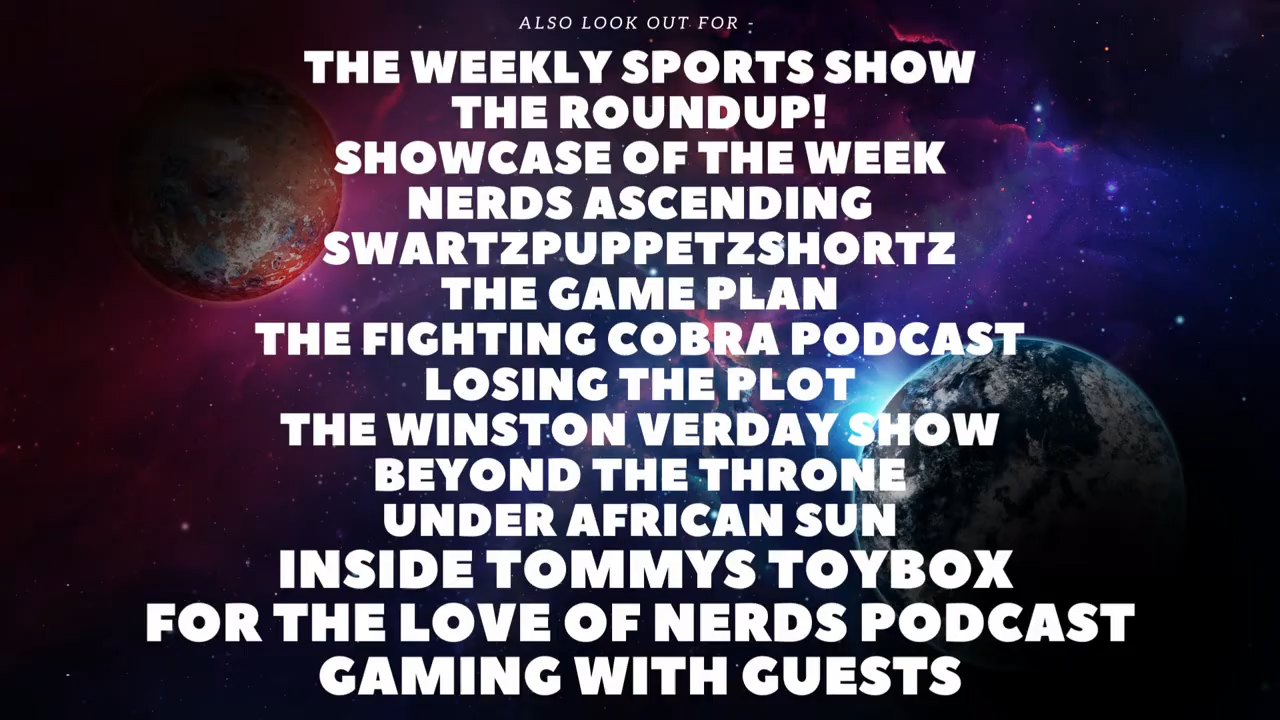 ALSO LOOK OUT FOR -
THE WEEKLY SPORTS SHOW
THE ROUNDUP!
SHOWCASE OF THE WEEK
NERDS ASCENDING
SWARTZPUPPETZSHORTZ
THE GAME PLAN
THE FIGHTING COBRA PODCAST
LOSING THE PLOT
THE WINSTON VERDAY SHOW
BEYOND THE THRONE
UNDER AFRICAN SUN
INSIDE TOMMYS TOYBOX
FOR THE LOVE OF NERDS PODCAST
GAMING WITH GUESTS